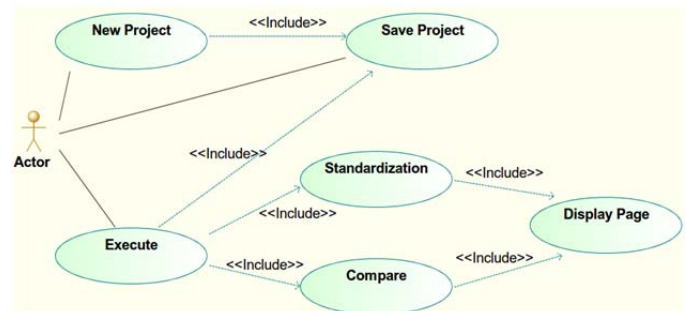 <<Include>>
New Project
Save Project
Actor
<<Include>>
Standardization
<<Include>>
<<Include>>
Display Page
Execute
<<Include>>
<<Include>>
Compare